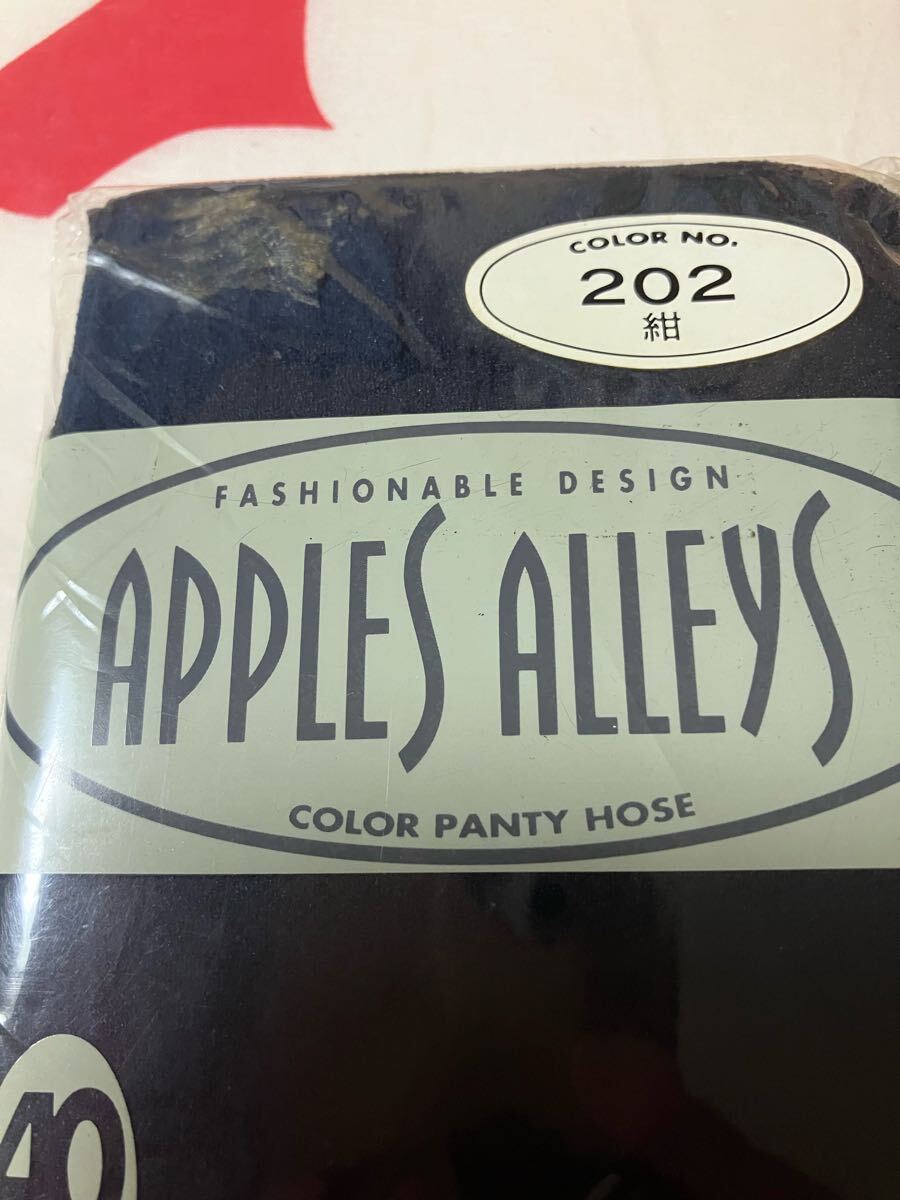 COLOR NO.
202
紺
FASHIONABLE DESIGN
APPLES ALLEYS
COLOR PANTY HOSE
40